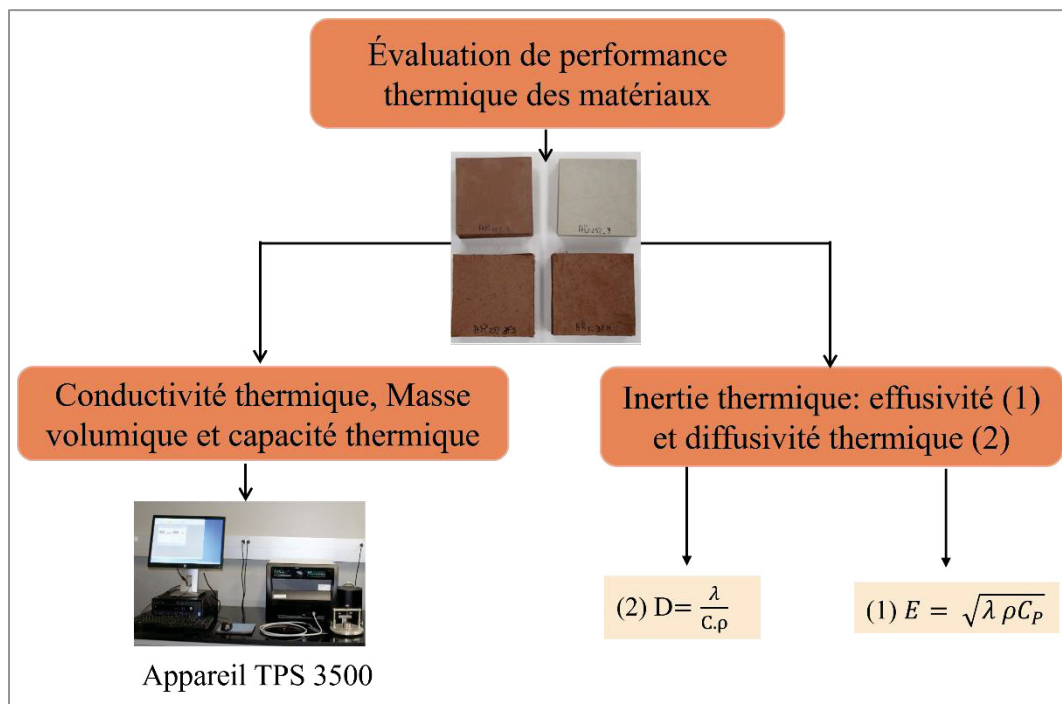 Évaluation de performance
thermique des matériaux
Conductivité thermique, Masse
volumique et capacité thermique
Inertie thermique: effusivité (1)
et diffusivité thermique (2)
(2) D= λ/C.ρ
(1) E = √λ ρC_P
Appareil TPS 3500